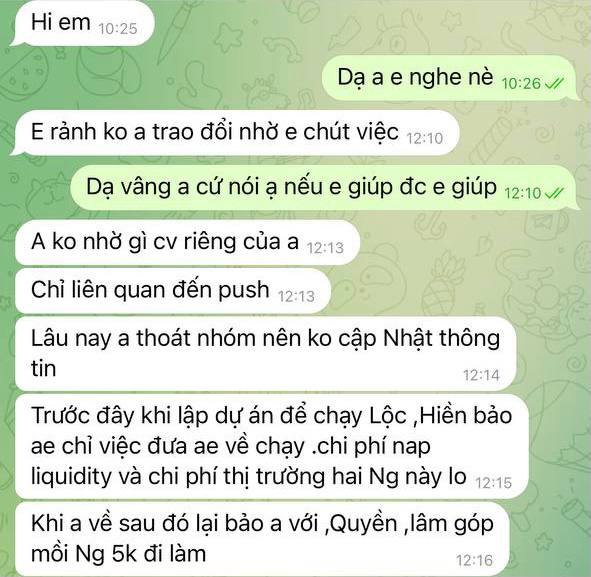 Hi em 10:25
Dạ a e nghe nè 10:26
E rảnh ko a trao đổi nhờ e chút việc 12:10
Dạ vâng a cứ nói ạ nếu e giúp đc e giúp 12:10
A ko nhờ gì cv riêng của a 12:13
Chỉ liên quan đến push 12:13
Lâu nay a thoát nhóm nên ko cập Nhật thông
tin
12:14
Trước đây khi lập dự án để chạy Lộc ,Hiền bảo
ae chỉ việc đưa ae về chạy .chi phí nap
liquidity và chi phí thị trường hai Ng này lo 12:15
Khi a về sau đó lại bảo a với ,Quyền ,lâm góp
mồi Ng 5k đi làm
12:16